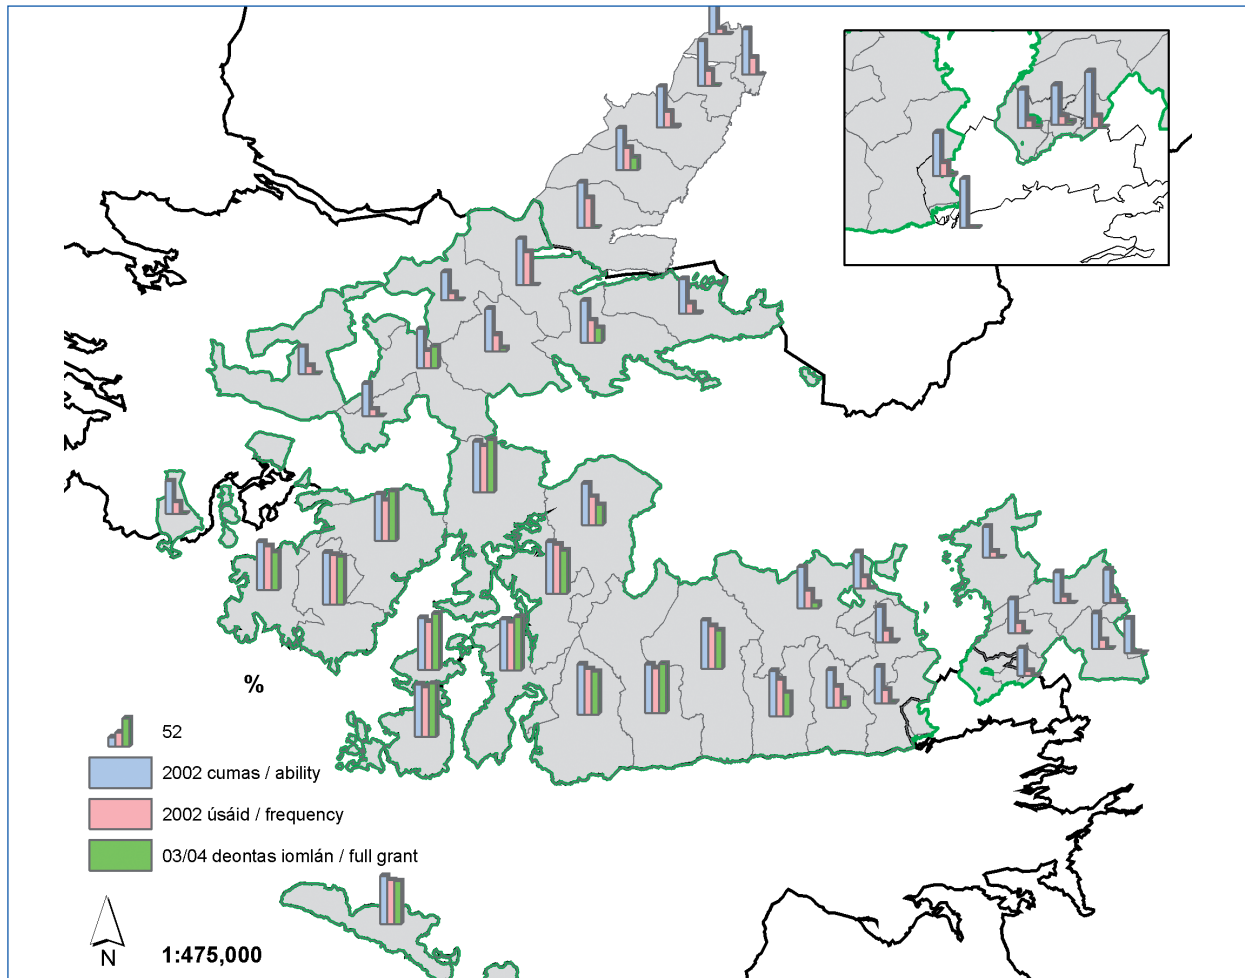 %
52
2002 cumas / ability
2002 úsáid / frequency
03/04 deontas iomlán / full grant
N
1:475,000